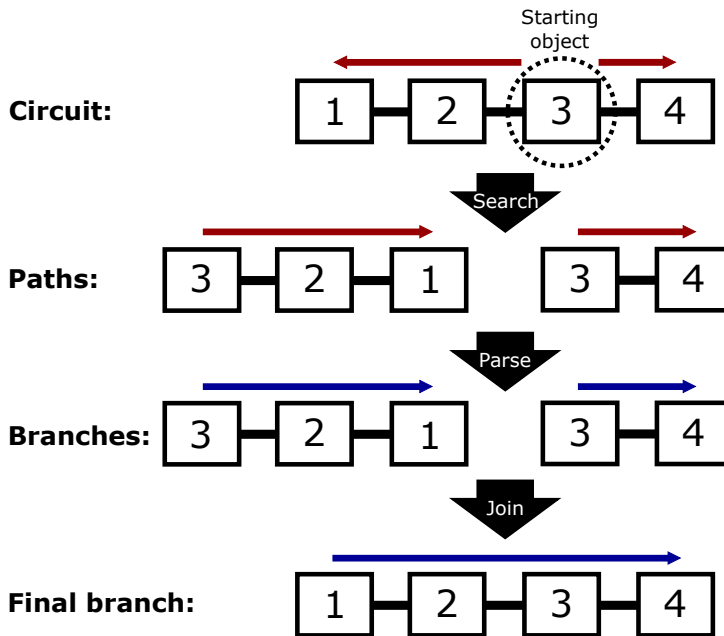 Starting
object
Circuit:
1 2 3 4
Search
Paths:
3 2 1 3 4
Parse
Branches:
3 2 1 3 4
Join
Final branch:
1 2 3 4